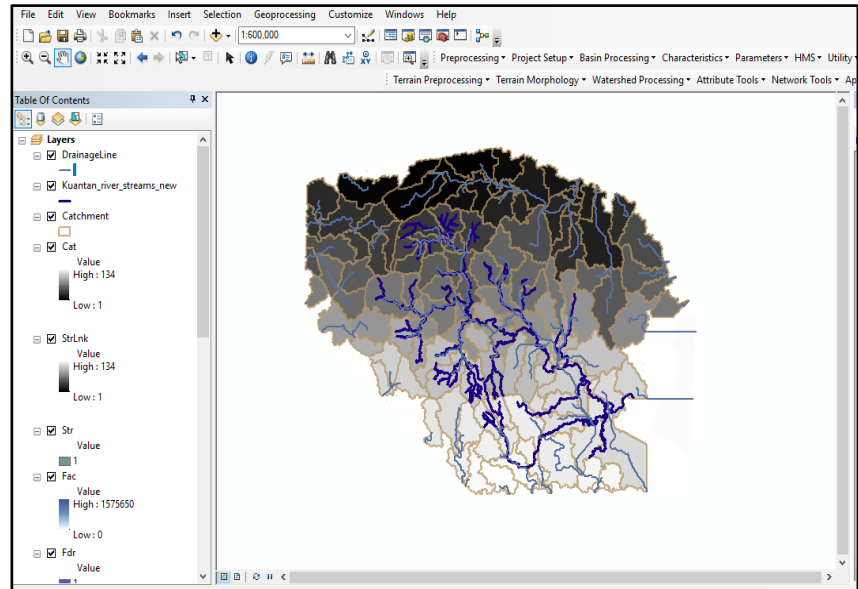 File Edit View Bookmarks Insert Selection Geoprocessing Customize Windows Help
1:600.000
Preprocessing Project Setup Basin Processing Characteristics Parameters HMS Utility
Terrain Preprocessing Terrain Morphology Watershed Processing Attribute Tools Network Tools Ap
Table Of Contents
Layers
DrainageLine
Kuantan_river_streams_new
Catchment
Cat
Value
High : 134
Low : 1
StrLnk
Value
High : 134
Low : 1
Str
Value
1
Fac
Value
High : 1575650
Low : 0
Fdr
Value
1